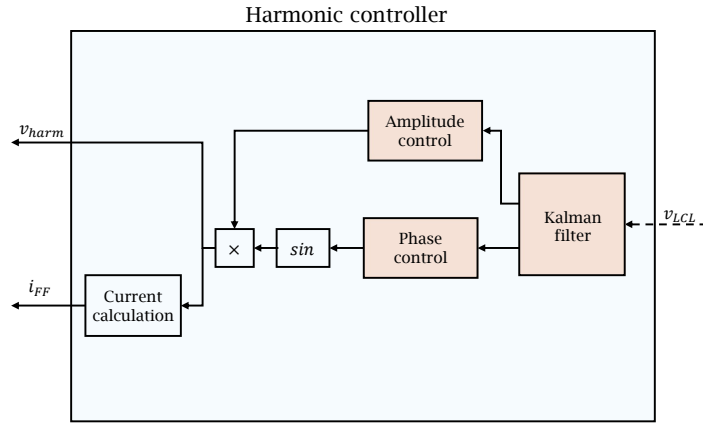 Harmonic controller
v_harm
Amplitude
control
v_LCL
Kalman
filter
Phase
control
sin
×
i_FF
Current
calculation